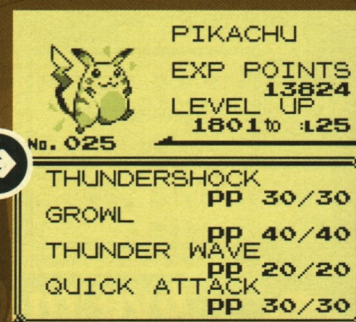 PIKACHU
EXP POINTS
13824
LEVEL UP
1801to :L25
No.025
THUNDERSHOCK
PP 30/30
GROWL
PP 40/40
THUNDER WAVE
PP 20/20
QUICK ATTACK
PP 30/30